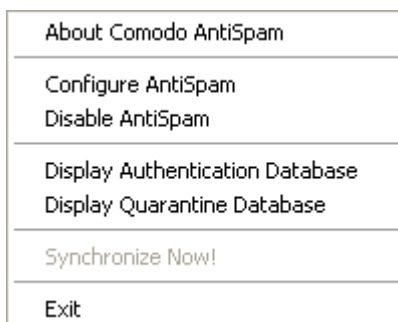 About Comodo AntiSpam
Configure AntiSpam
Disable AntiSpam
Display Authentication Database
Display Quarantine Database
Synchronize Now!
Exit